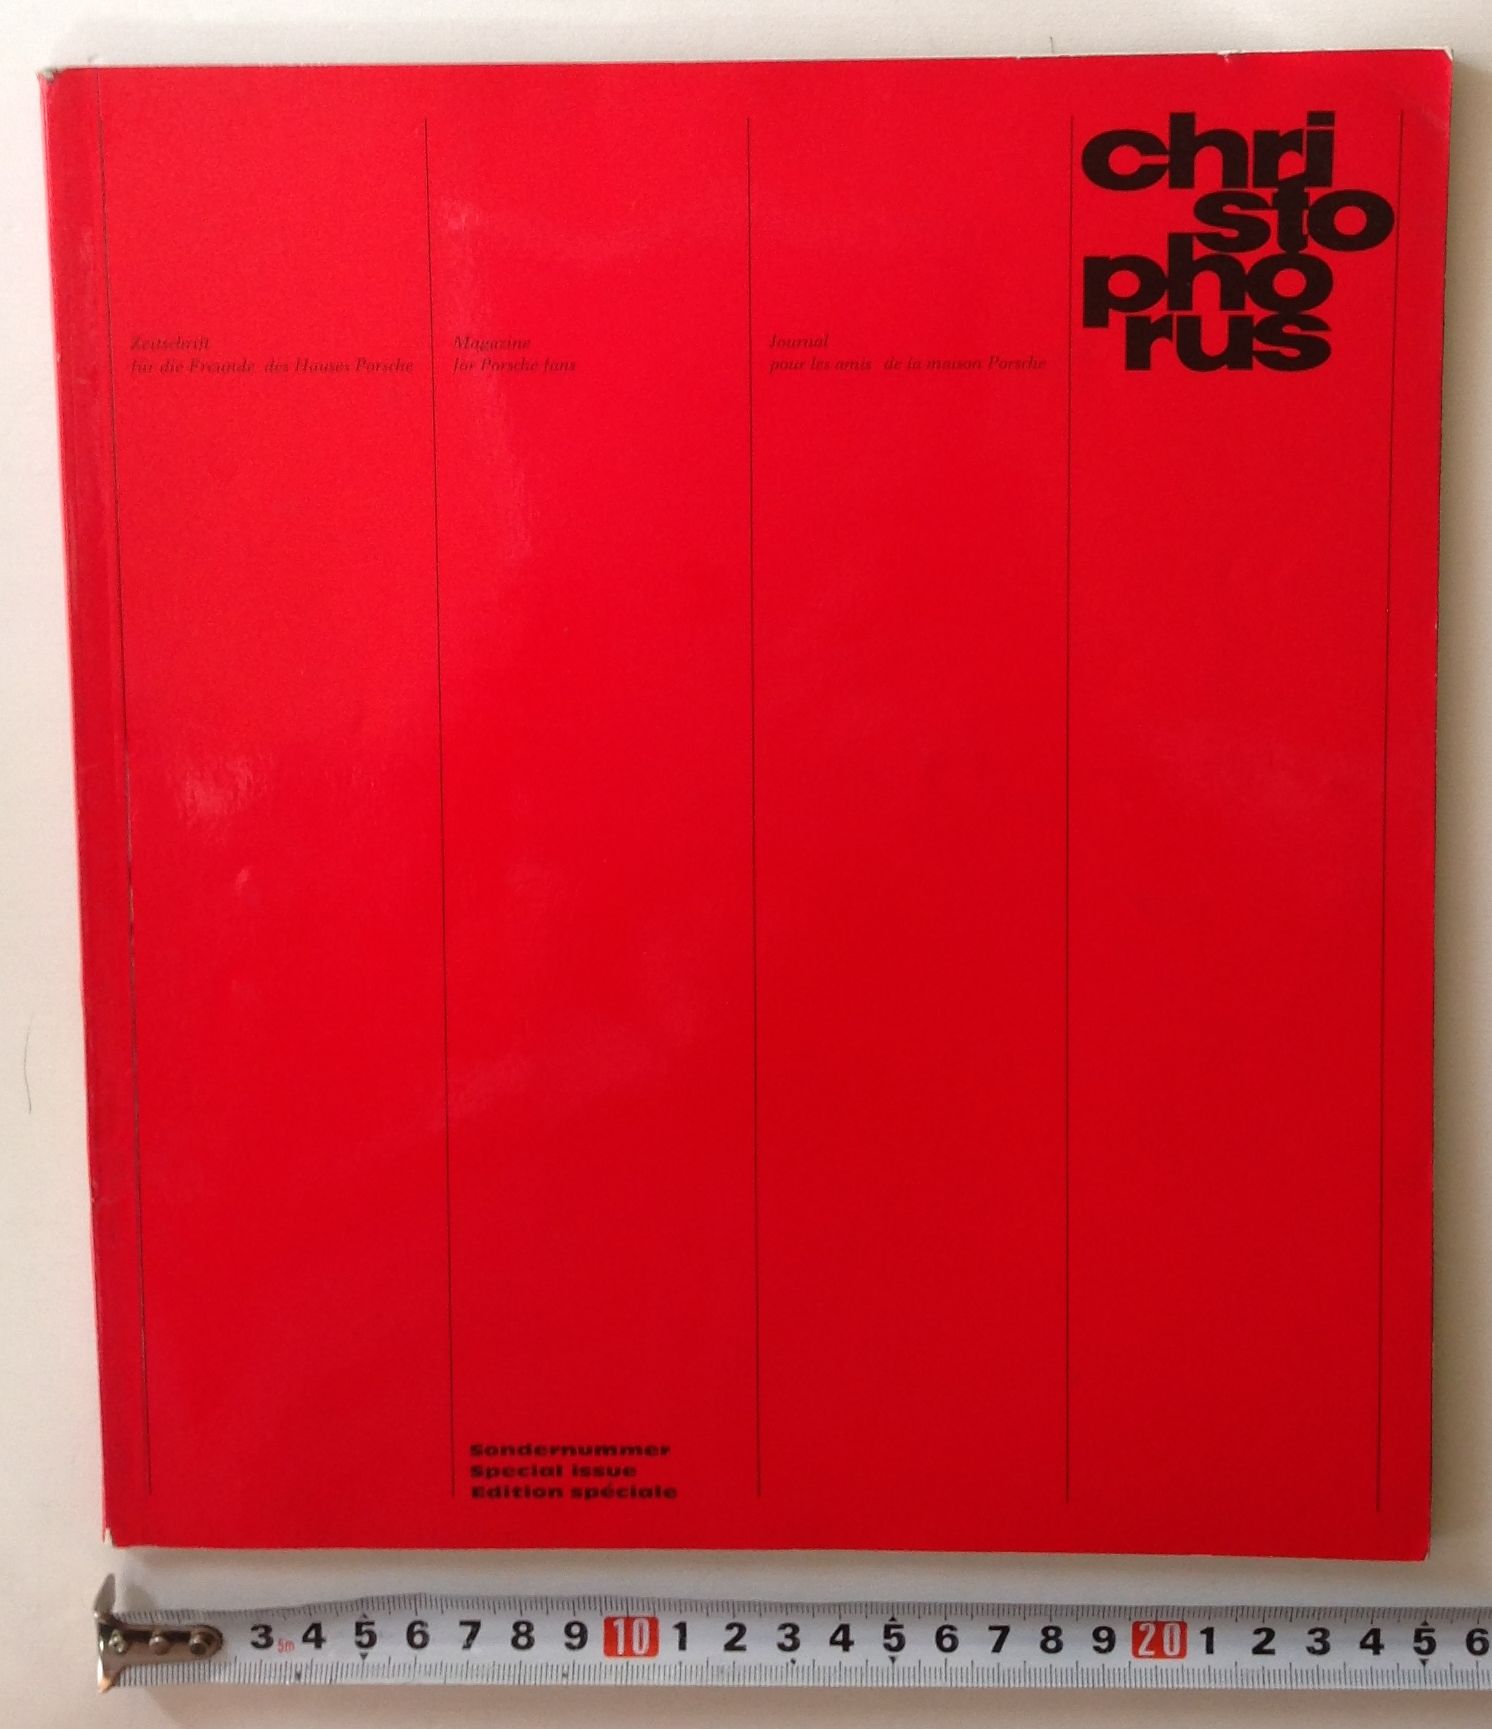 chri
sto
pho
rus
Zeitschrift
für die Freunde des Hauses Porsche
Magazine
for Porsche fans
Journal
pour les amis de la maison Porsche
Sondernummer
Special issue
Edition spéciale
3 5m 4 5 6 7 8 9 10 1 2 3 4 5 6 7 8 9 20 1 2 3 4 5 6